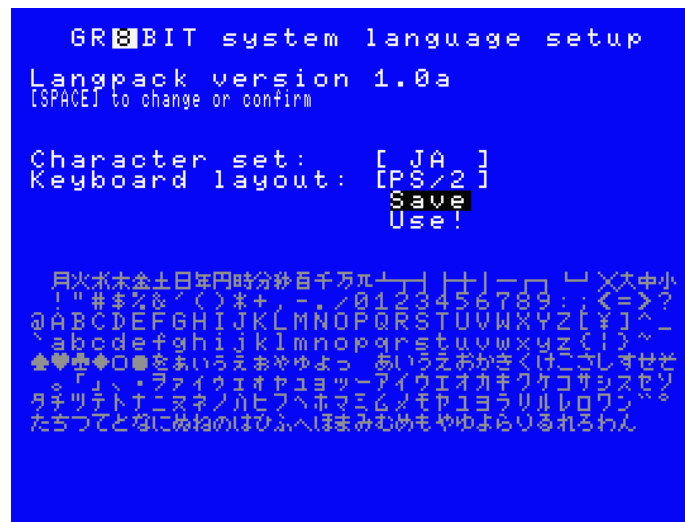 GR8BIT system language setup
Langpack version 1.0a
[SPACE] to change or confirm
Character set: [ JA ]
Keyboard layout: [PS/2]
Save
Use!
月火水木金土日年円時分秒百千万π┴┬┤├┼│─┌┐└┘╳大中小
!"#$%&´()*+,-./0123456789:;<=>?
@ABCDEFGHIJKLMNOPQRSTUVWXYZ[¥]^_
`abcdefghijklmnopqrstuvwxyz{¦}~
♠♥♣♦○●をぁぃぅぇぉゃゅょっ あいうえおかきくけこさしすせそ
。「」、・ヲァィゥェォャュョッーアイウエオカキクケコサシスセソ
タチツテトナニヌネノハヒフヘホマミムメモヤユヨラリルレロワン゛゜
たちつてとなにぬねのはひふへほまみむめもやゆよらりるれろわん